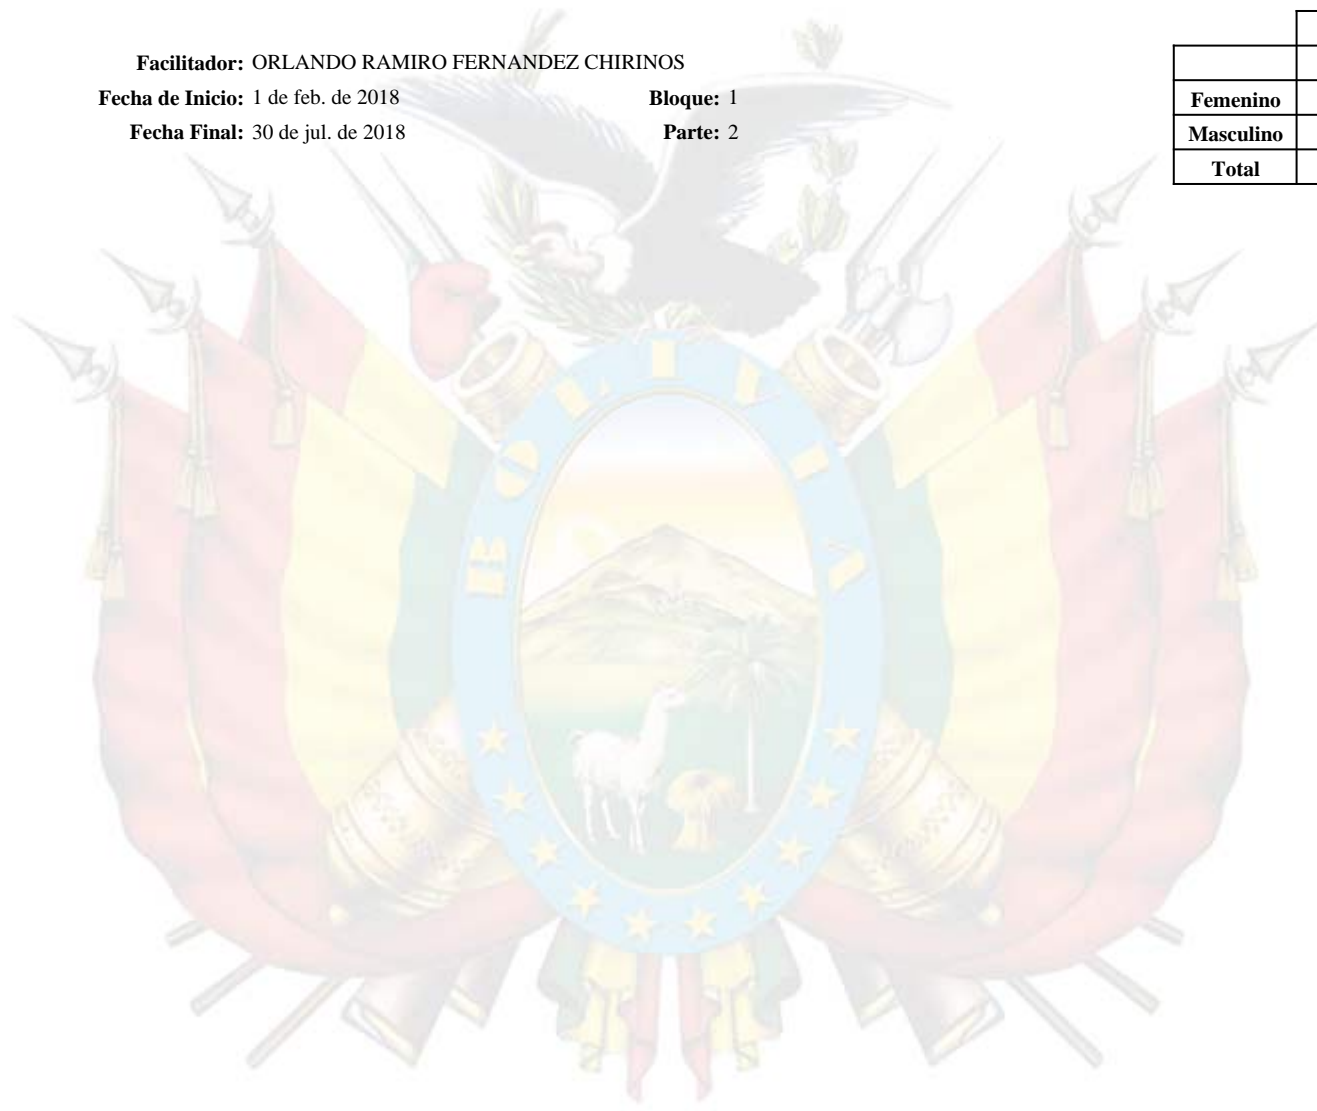 Facilitador: ORLANDO RAMIRO FERNANDEZ CHIRINOS
Fecha de Inicio: 1 de feb. de 2018 Bloque: 1
Fecha Final: 30 de jul. de 2018 Parte: 2
Femenino
Masculino
Total
BOLIVIA